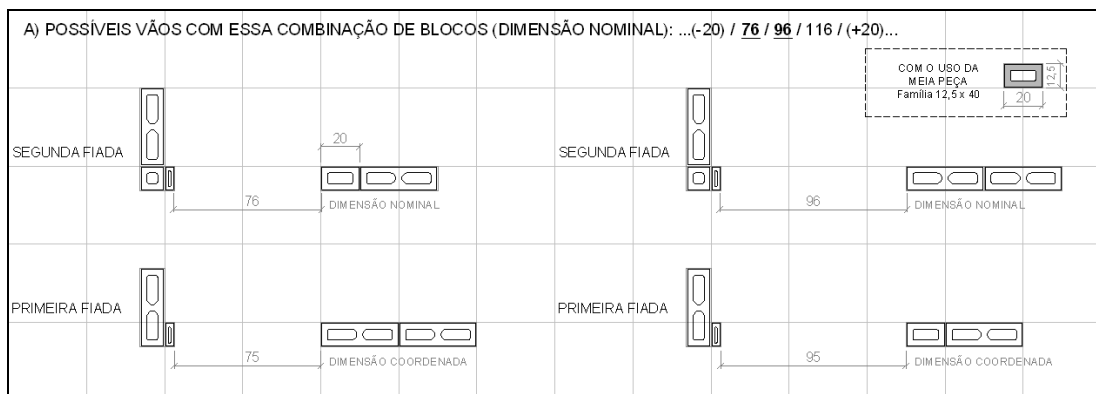 A) POSSÍVEIS VÃOS COM ESSA COMBINAÇÃO DE BLOCOS (DIMENSÃO NOMINAL): ...(-20) / 76 / 96 / 116 / (+20)...
COM O USO DA
MEIA PEÇA
Família 12,5 x 40
12,5
20
SEGUNDA FIADA
20
76
DIMENSÃO NOMINAL
SEGUNDA FIADA
96
DIMENSÃO NOMINAL
PRIMEIRA FIADA
75
DIMENSÃO COORDENADA
PRIMEIRA FIADA
95
DIMENSÃO COORDENADA